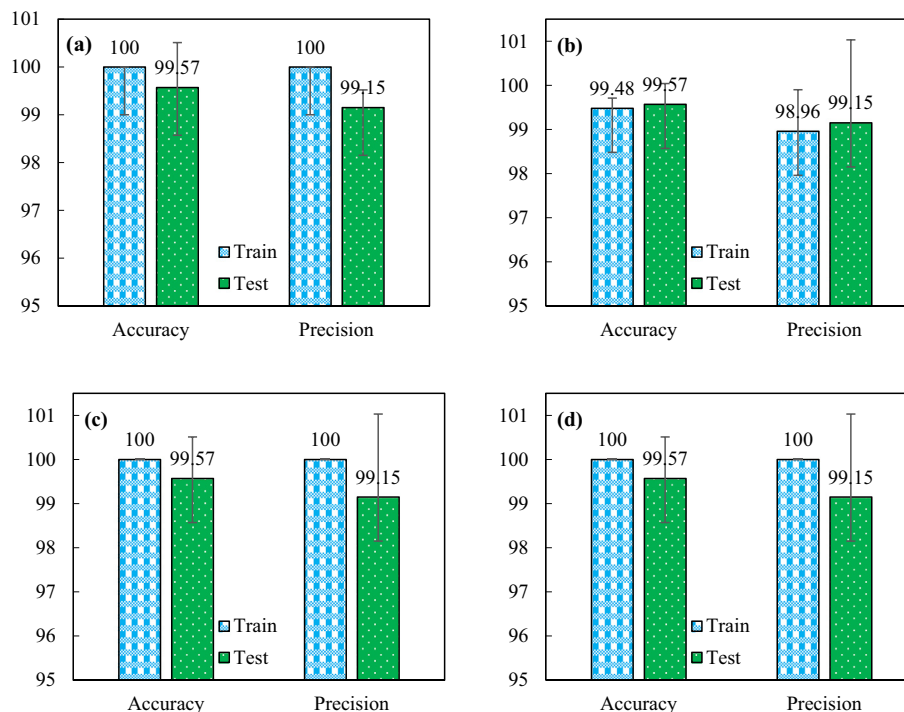 101
(a)
100
100
100
99.57
99.15
99
98
97
96
Train
Test
95
Accuracy
Precision
101
(b)
100
99.48
99.57
98.96
99.15
99
98
97
96
Train
Test
95
Accuracy
Precision
101
(c)
100
100
100
99.57
99.15
99
98
97
96
Train
Test
95
Accuracy
Precision
101
(d)
100
100
100
99.57
99.15
99
98
97
96
Train
Test
95
Accuracy
Precision